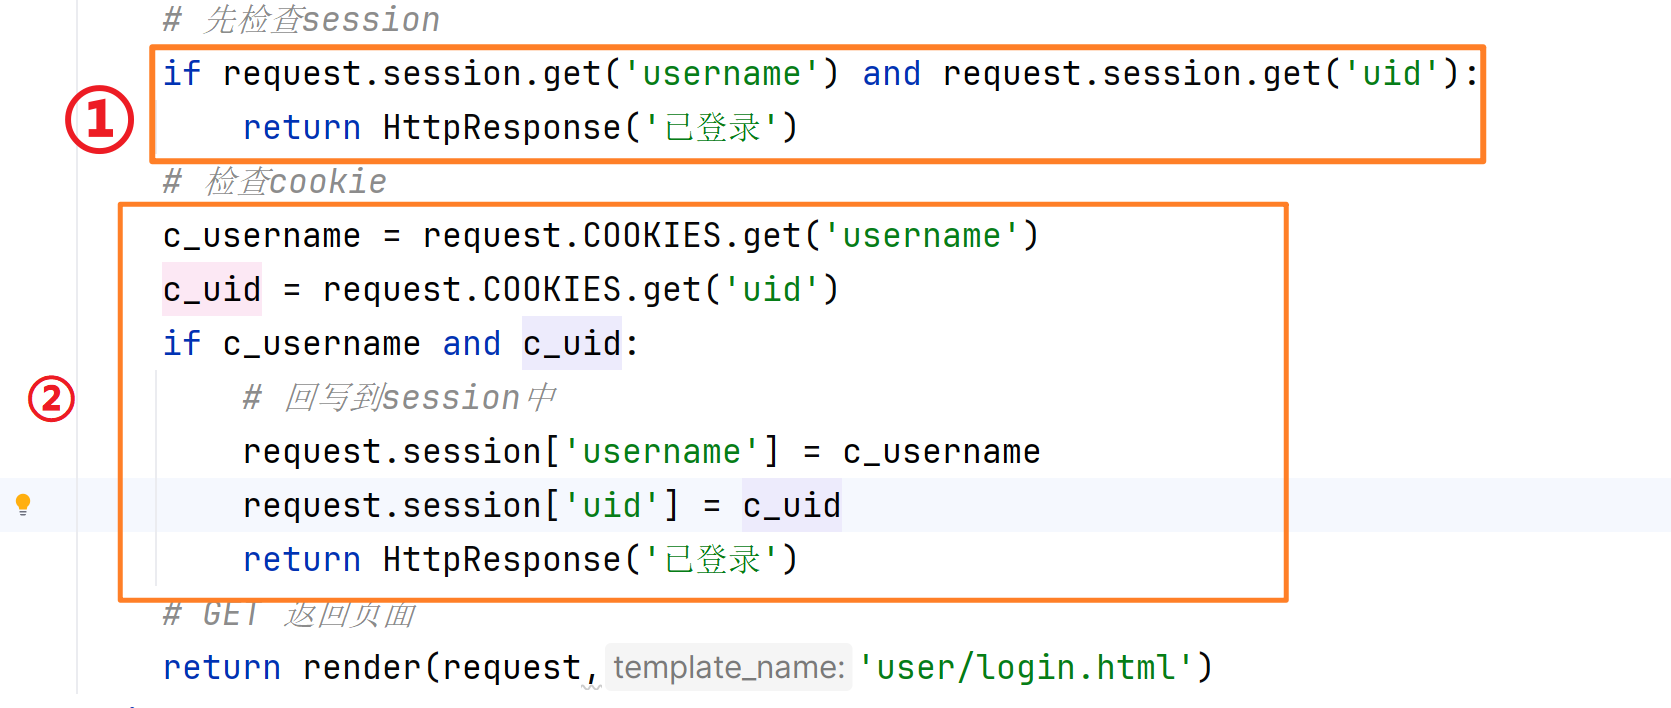 # 先检查session
if request.session.get('username') and request.session.get('uid'):
①
return HttpResponse('已登录')
# 检查cookie
c_username = request.COOKIES.get('username')
c_uid = request.COOKIES.get('uid')
if c_username and c_uid:
②
# 回写到session中
request.session['username'] = c_username
request.session['uid'] = c_uid
return HttpResponse('已登录')
# GET 返回页面
return render(request, template_name: 'user/login.html')